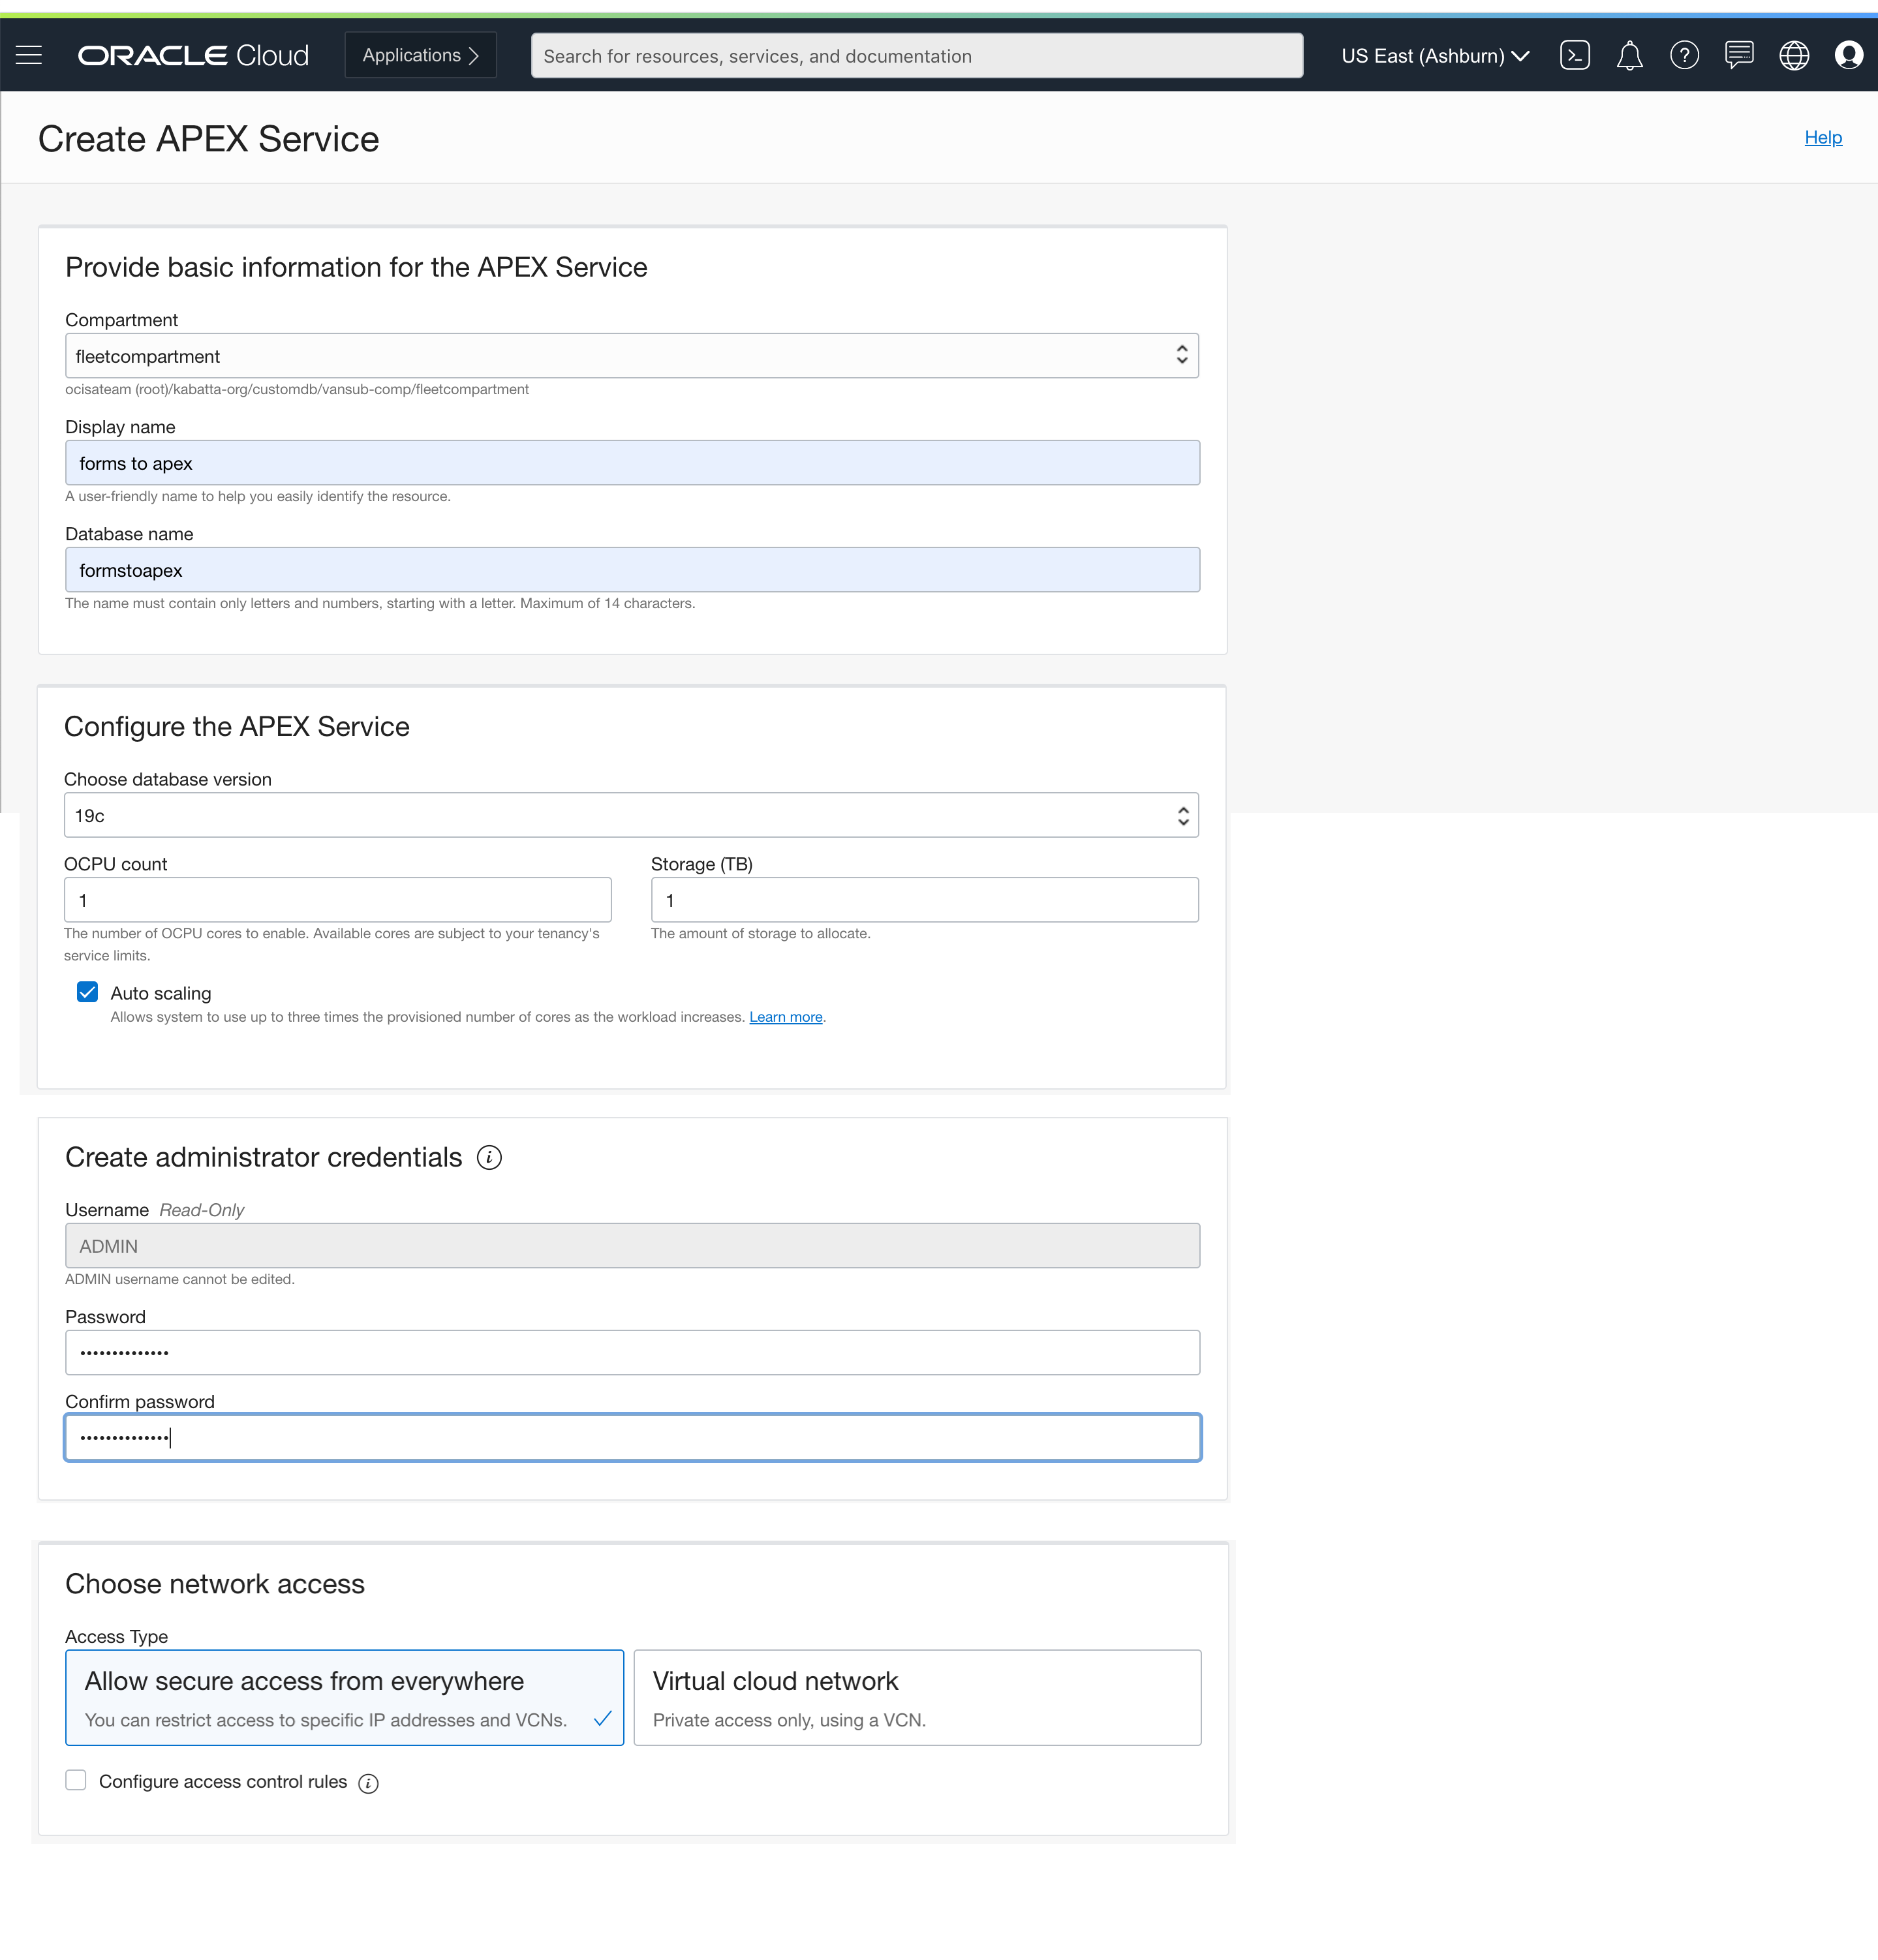 ORACLE Cloud Applications Search for resources, services, and documentation US East (Ashburn)
Create APEX Service Help
Provide basic information for the APEX Service
Compartment
fleetcompartment
ocisateam (root)/kabatta-org/customdb/vansub-comp/fleetcompartment
Display name
forms to apex
A user-friendly name to help you easily identify the resource.
Database name
formstoapex
The name must contain only letters and numbers, starting with a letter. Maximum of 14 characters.
Configure the APEX Service
Choose database version
19c
OCPU count Storage (TB)
1 1
The number of OCPU cores to enable. Available cores are subject to your tenancy's The amount of storage to allocate.
service limits.
Auto scaling
Allows system to use up to three times the provisioned number of cores as the workload increases. Learn more.
Create administrator credentials i
Username Read-Only
ADMIN
ADMIN username cannot be edited.
Password
••••••••••••••
Confirm password
••••••••••••••
Choose network access
Access Type
Allow secure access from everywhere Virtual cloud network
You can restrict access to specific IP addresses and VCNs. Private access only, using a VCN.
Configure access control rules i